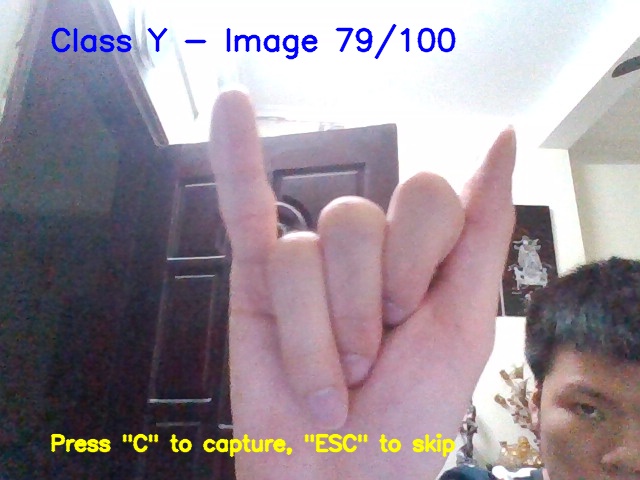 Class Y - Image 79/100
Press "C" to capture, "ESC" to skip